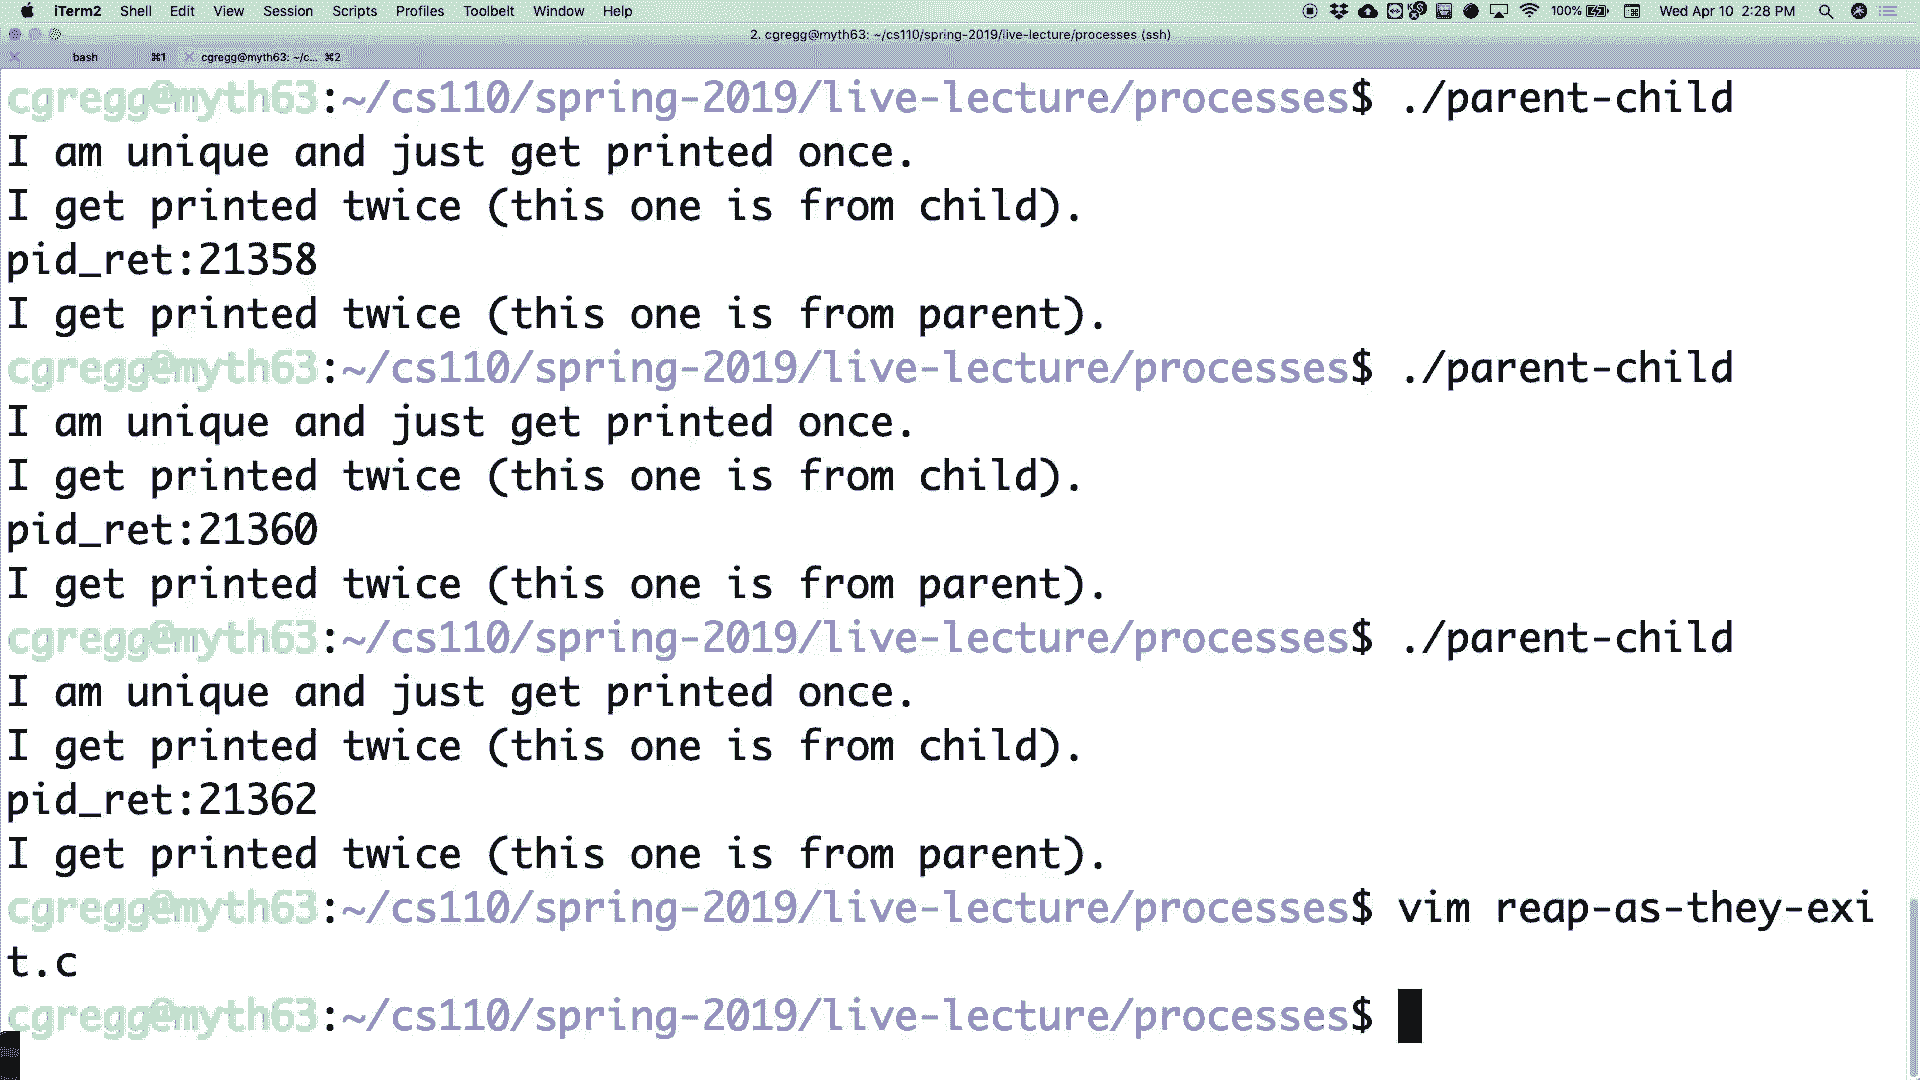 iTerm2 Shell Edit View Session Scripts Profiles Toolbelt Window Help 100% Wed Apr 10 2:28 PM
2. cgregg@myth63: ~/cs110/spring-2019/live-lecture/processes (ssh)
bash ⌘1 cgregg@myth63: ~/c... ⌘2
cgregg@myth63:~/cs110/spring-2019/live-lecture/processes$ ./parent-child
I am unique and just get printed once.
I get printed twice (this one is from child).
pid_ret:21358
I get printed twice (this one is from parent).
cgregg@myth63:~/cs110/spring-2019/live-lecture/processes$ ./parent-child
I am unique and just get printed once.
I get printed twice (this one is from child).
pid_ret:21360
I get printed twice (this one is from parent).
cgregg@myth63:~/cs110/spring-2019/live-lecture/processes$ ./parent-child
I am unique and just get printed once.
I get printed twice (this one is from child).
pid_ret:21362
I get printed twice (this one is from parent).
cgregg@myth63:~/cs110/spring-2019/live-lecture/processes$ vim reap-as-they-exi
t.c
cgregg@myth63:~/cs110/spring-2019/live-lecture/processes$